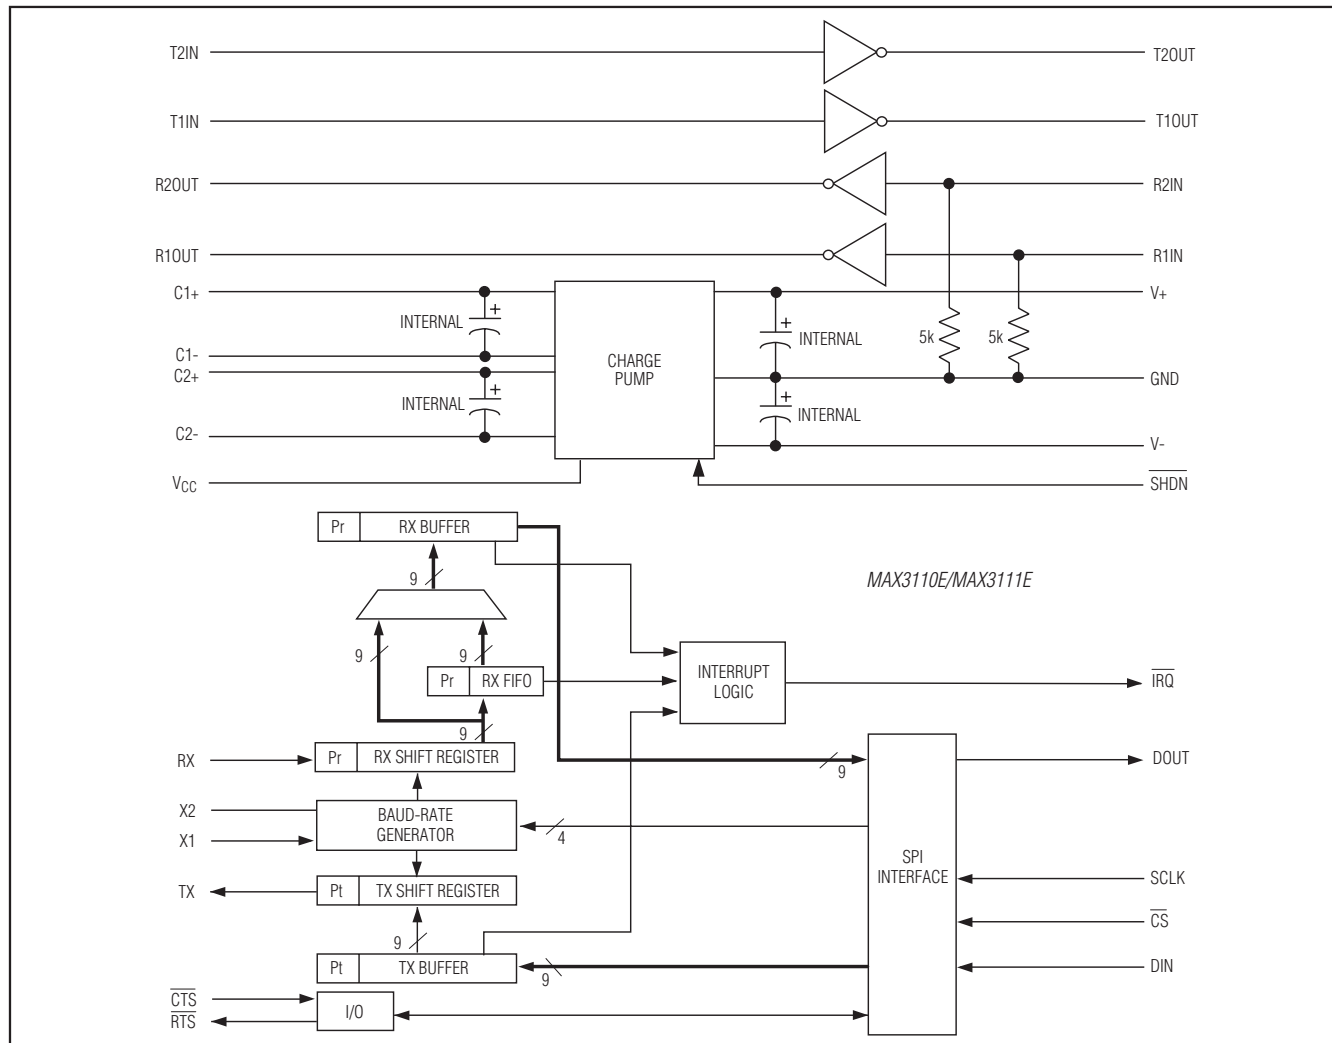 T2IN
T2OUT
T1IN
T1OUT
R2OUT
R2IN
R1OUT
R1IN
C1+
V+
+
INTERNAL
+
INTERNAL
5k
5k
C1-
C2+
CHARGE
PUMP
GND
+
INTERNAL
+
INTERNAL
C2-
V-
VCC
SHDN
Pr
RX BUFFER
9
MAX3110E/MAX3111E
9
9
Pr
RX FIFO
INTERRUPT
LOGIC
IRQ
9
RX
Pr
RX SHIFT REGISTER
9
DOUT
X2
X1
BAUD-RATE
GENERATOR
4
SPI
INTERFACE
TX
Pt
TX SHIFT REGISTER
SCLK
9
CS
Pt
TX BUFFER
9
DIN
CTS
RTS
I/O